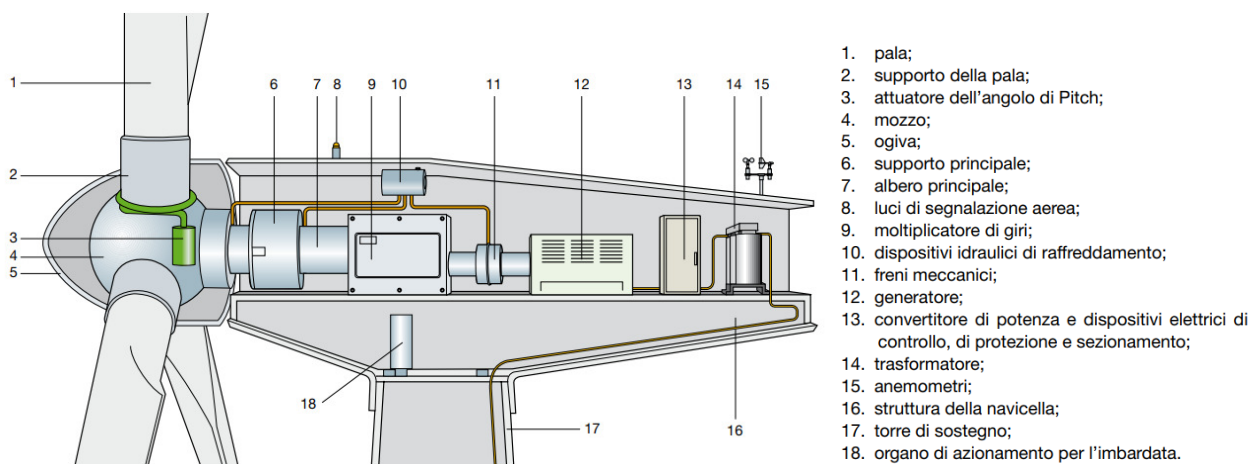 6
7
8
9
10
11
12
13
14
15
1
2
3
4
5
18
17
16
1. pala;
2. supporto della pala;
3. attuatore dell'angolo di Pitch;
4. mozzo;
5. ogiva;
6. supporto principale;
7. albero principale;
8. luci di segnalazione aerea;
9. moltiplicatore di giri;
10. dispositivi idraulici di raffreddamento;
11. freni meccanici;
12. generatore;
13. convertitore di potenza e dispositivi elettrici di
controllo, di protezione e sezionamento;
14. trasformatore;
15. anemometri;
16. struttura della navicella;
17. torre di sostegno;
18. organo di azionamento per l'imbardata.